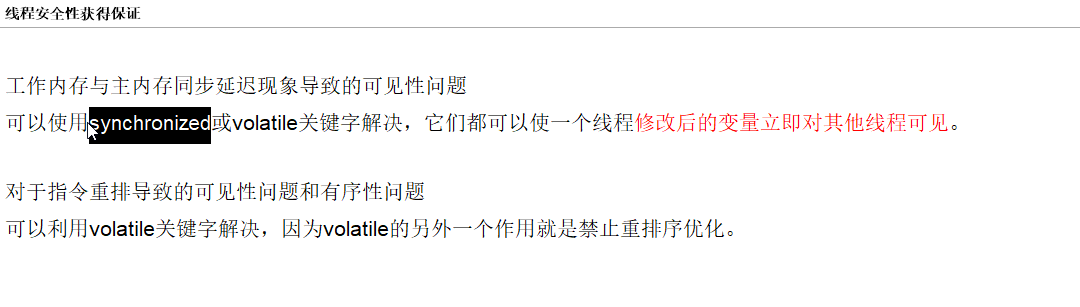 线程安全性获得保证
工作内存与主内存同步延迟现象导致的可见性问题
可以使用synchronized或volatile关键字解决，它们都可以使一个线程修改后的变量立即对其他线程可见。
对于指令重排导致的可见性问题和有序性问题
可以利用volatile关键字解决，因为volatile的另外一个作用就是禁止重排序优化。